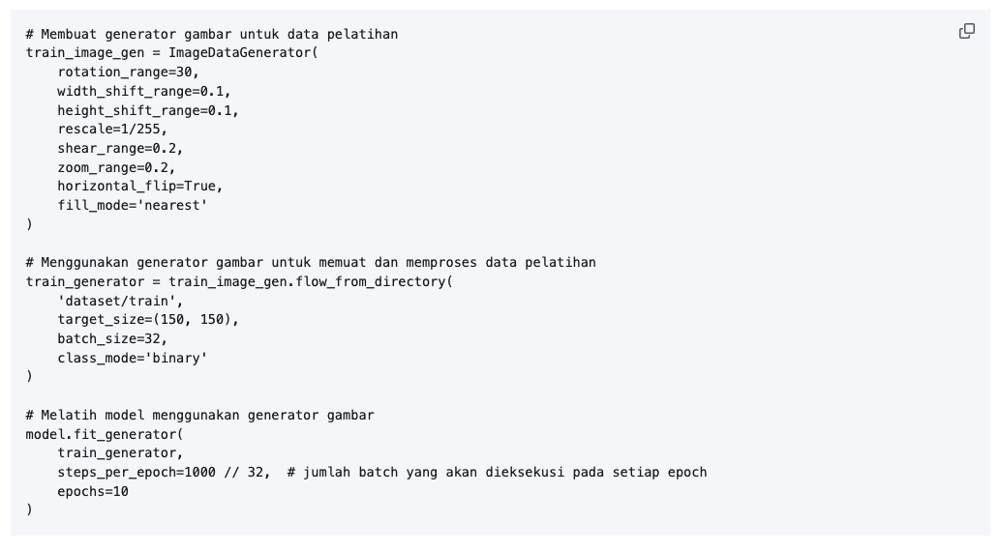 # Membuat generator gambar untuk data pelatihan
train_image_gen = ImageDataGenerator(
    rotation_range=30,
    width_shift_range=0.1,
    height_shift_range=0.1,
    rescale=1/255,
    shear_range=0.2,
    zoom_range=0.2,
    horizontal_flip=True,
    fill_mode='nearest'
)
# Menggunakan generator gambar untuk memuat dan memproses data pelatihan
train_generator = train_image_gen.flow_from_directory(
    'dataset/train',
    target_size=(150, 150),
    batch_size=32,
    class_mode='binary'
)
# Melatih model menggunakan generator gambar
model.fit_generator(
    train_generator,
    steps_per_epoch=1000 // 32,  # jumlah batch yang akan dieksekusi pada setiap epoch
    epochs=10
)